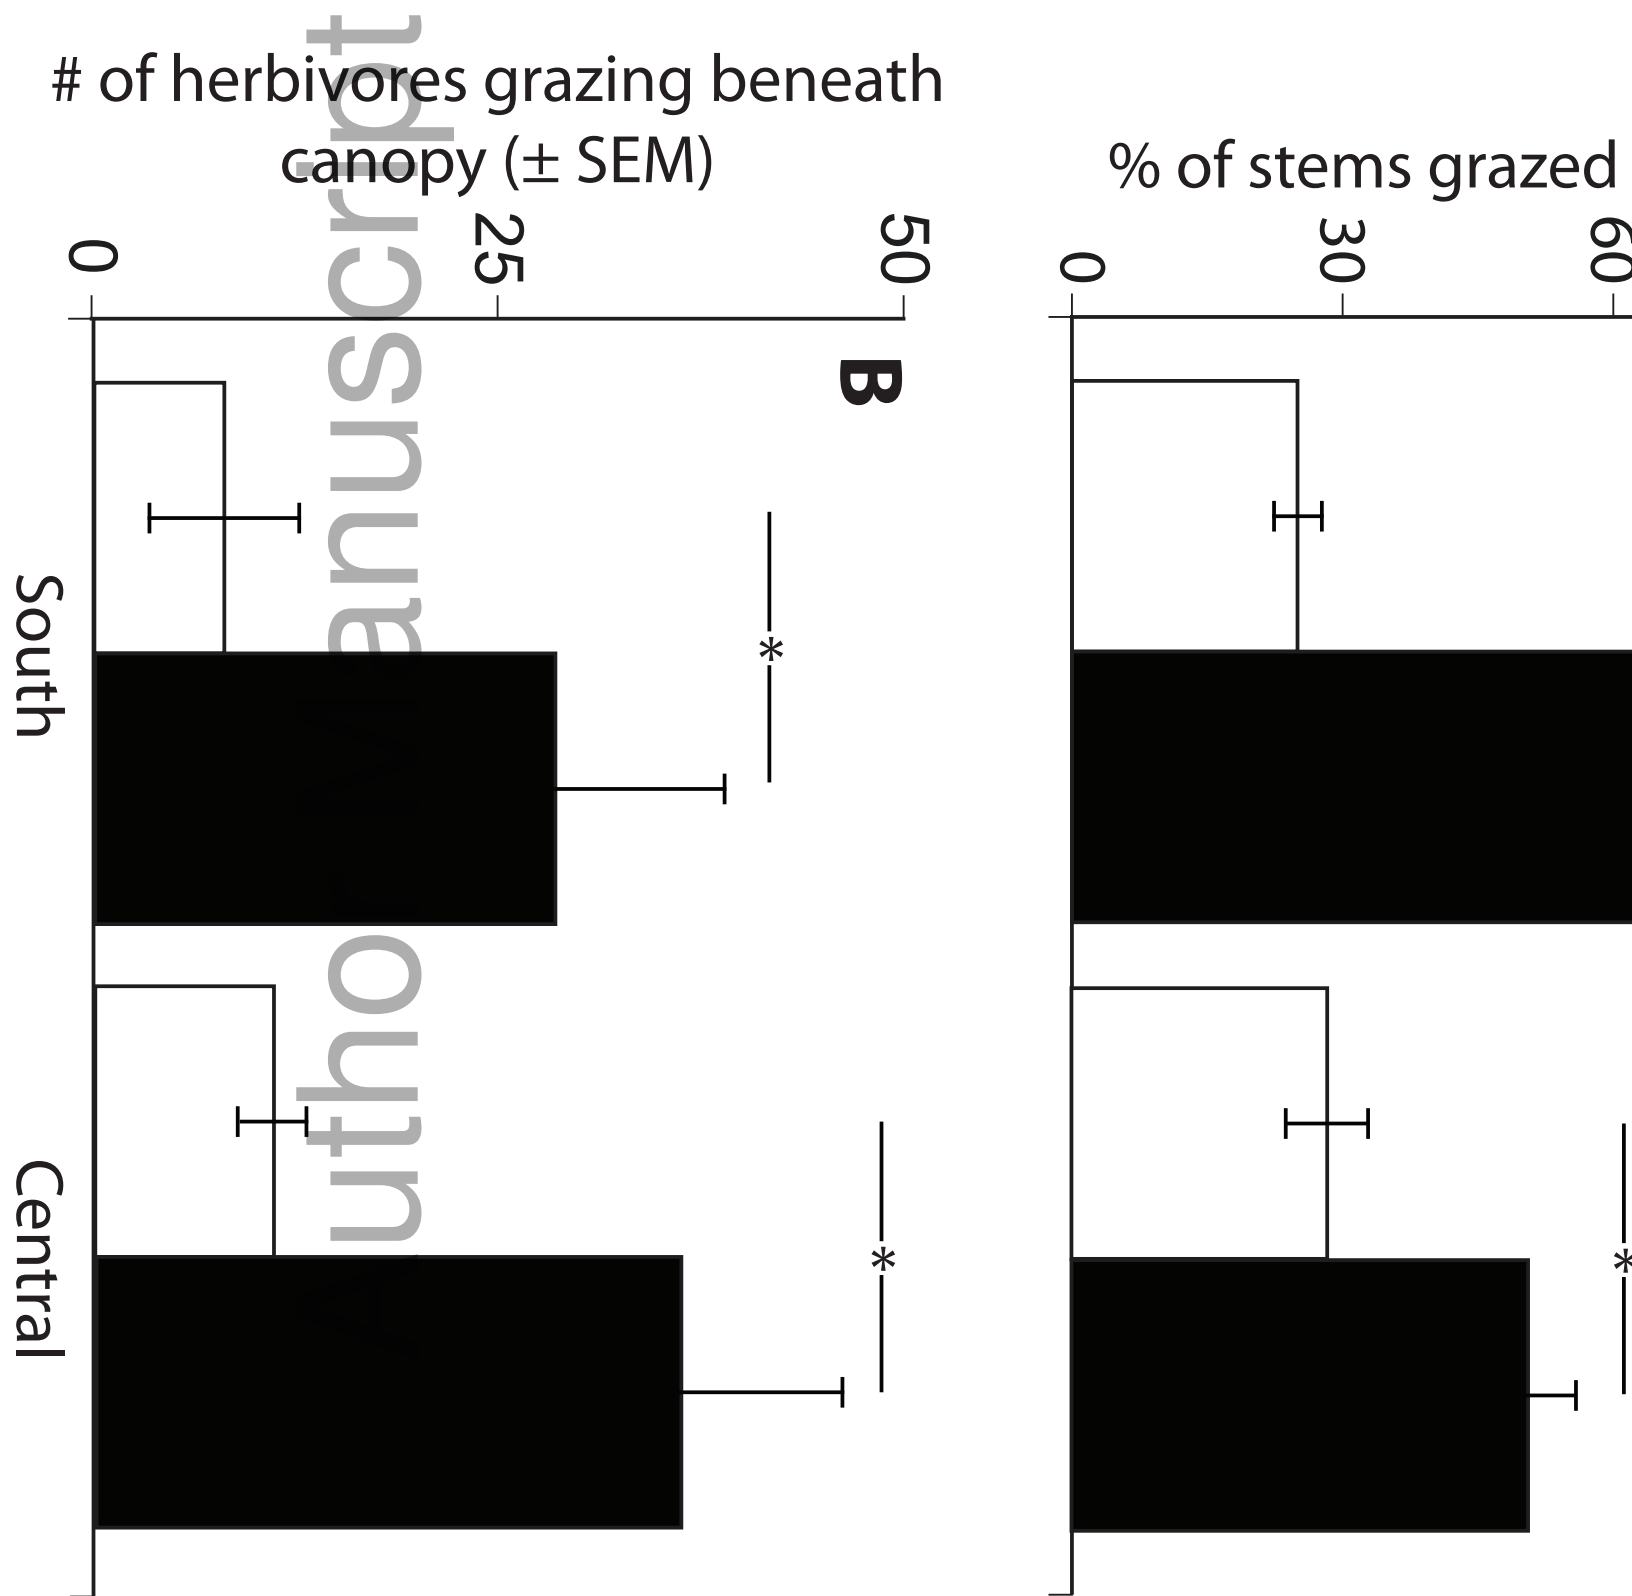 # of herbivores grazing beneath
canopy (± SEM)
0
25
50
B
*
*
South
Central
% of stems grazed
0
30
60
*
Author Manuscript